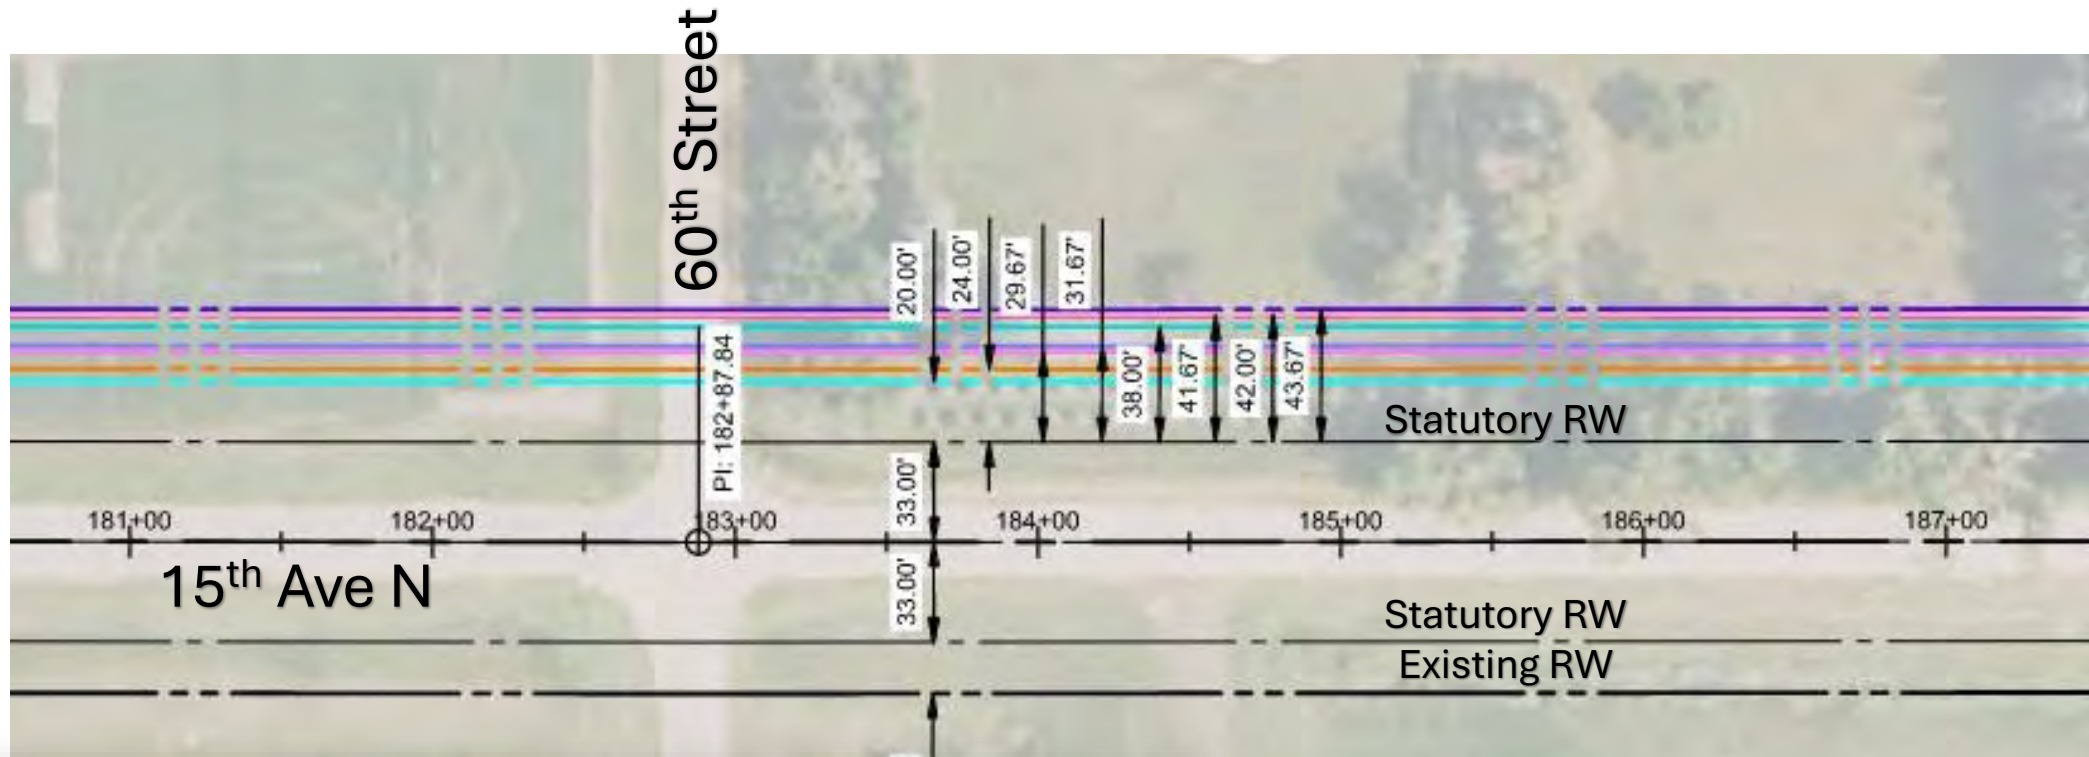 60th Street
20.00'
24.00'
29.67'
31.67'
38.00'
41.67'
42.00'
43.67'
PI: 182+87.84
Statutory RW
33.00'
181+00
182+00
183+00
184+00
185+00
186+00
187+00
15th Ave N
33.00'
Statutory RW
Existing RW